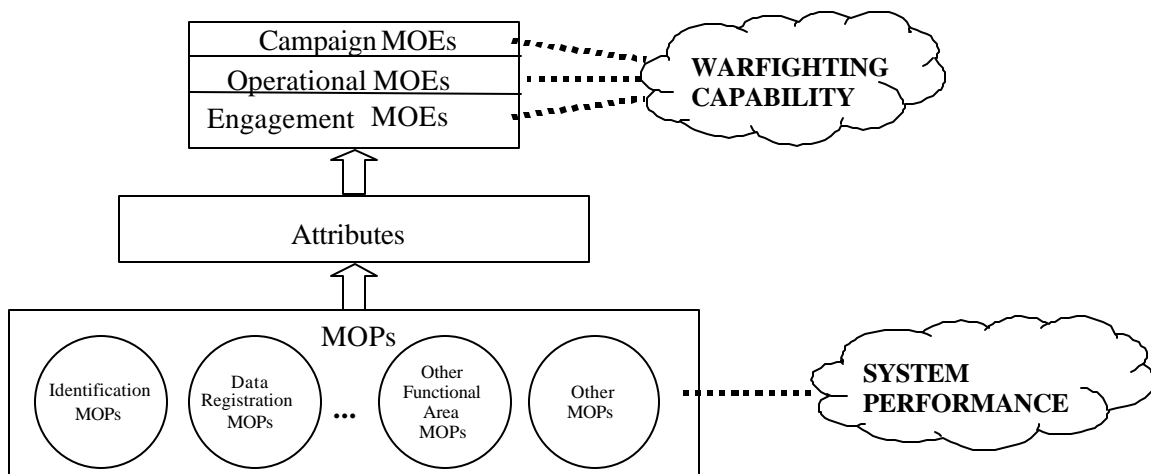 Campaign MOEs
Operational MOEs
Engagement MOEs
WARFIGHTING
CAPABILITY
Attributes
MOPs
Identification
MOPs
Data
Registration
MOPs
...
Other
Functional
Area
MOPs
Other
MOPs
SYSTEM
PERFORMANCE